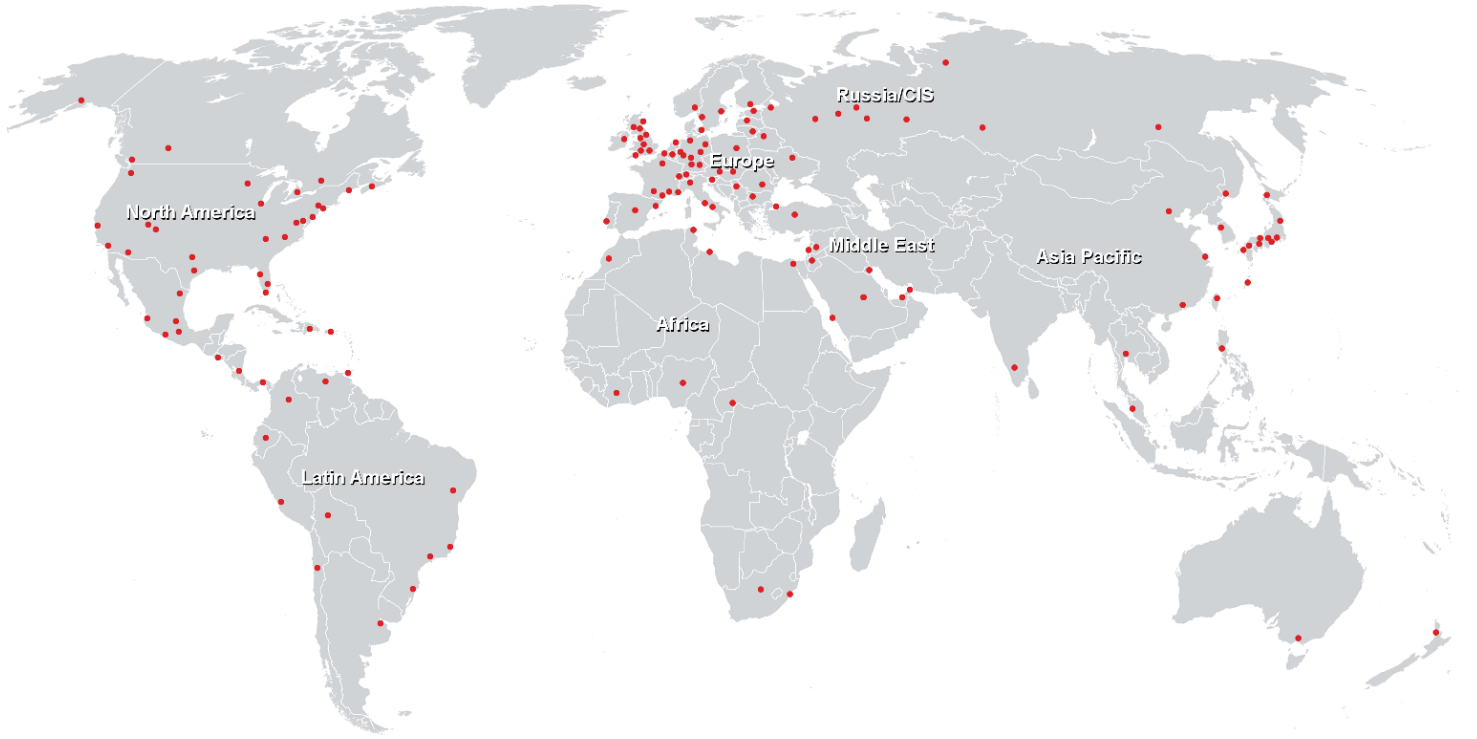 Russia/CIS
Europe
North America
Middle East
Asia Pacific
Africa
Latin America